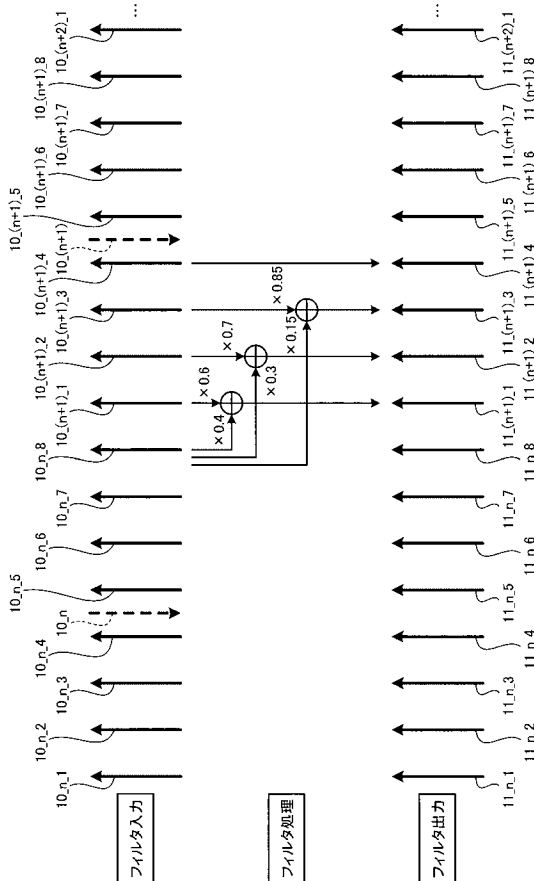 フィルタ入力
10_n_1
10_n_2
10_n_3
10_n_4
10_n
10_n_5
10_n_6
10_n_7
10_n_8
10_(n+1)_1
10_(n+1)_2
10_(n+1)_3
10_(n+1)_4
10_(n+1)
10_(n+1)_5
10_(n+1)_6
10_(n+1)_7
10_(n+1)_8
10_(n+2)_1
…
フィルタ処理
×0.4
×0.6
×0.3
×0.7
×0.15
×0.85
フィルタ出力
11_n_1
11_n_2
11_n_3
11_n_4
11_n_5
11_n_6
11_n_7
11_n_8
11_(n+1)_1
11_(n+1)_2
11_(n+1)_3
11_(n+1)_4
11_(n+1)_5
11_(n+1)_6
11_(n+1)_7
11_(n+1)_8
11_(n+2)_1
…